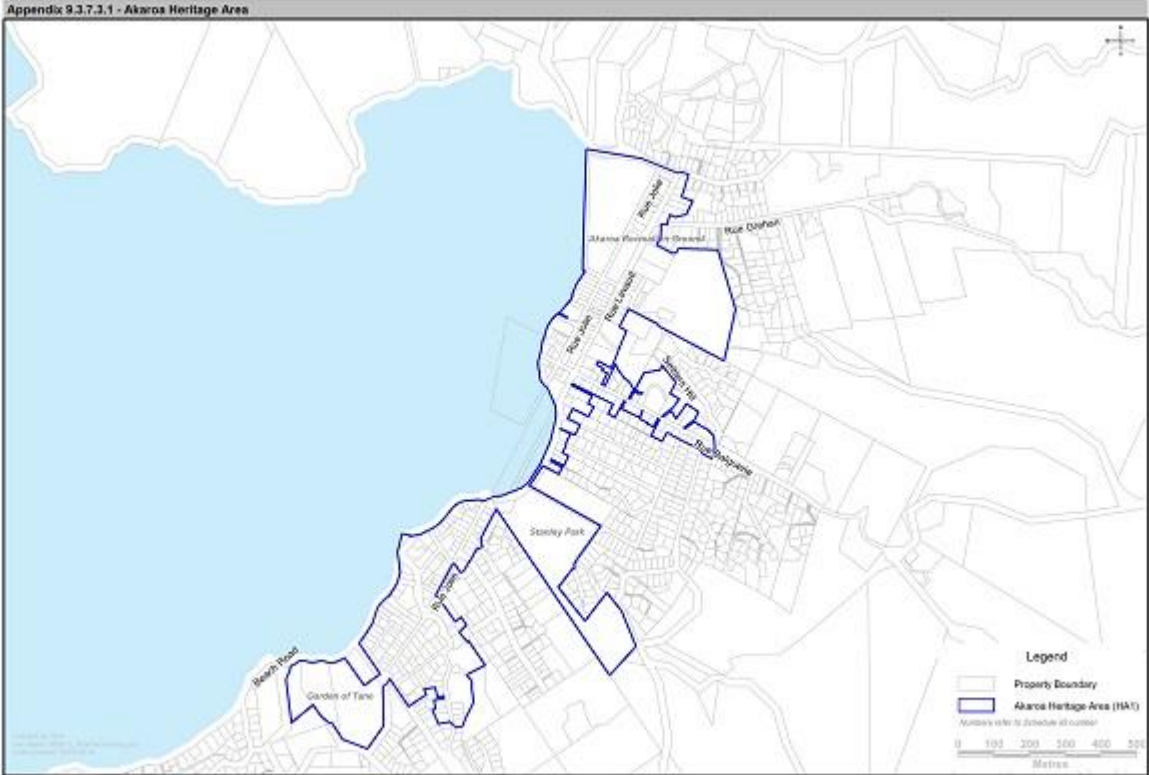 Appendix 9.3.7.3.1 - Akaroa Heritage Area
Rue Jolie
Rue Grehan
Akaroa Recreation Ground
Rue Lavaud
Rue Jolie
Settlers Hill
Rue Balguerie
Stanley Park
Rue Jolie
Beach Road
Garden of Tane
Legend
Property Boundary
Akaroa Heritage Area (HA1)
Numbers refer to Schedule ID number
0 100 200 300 400 500
Metres